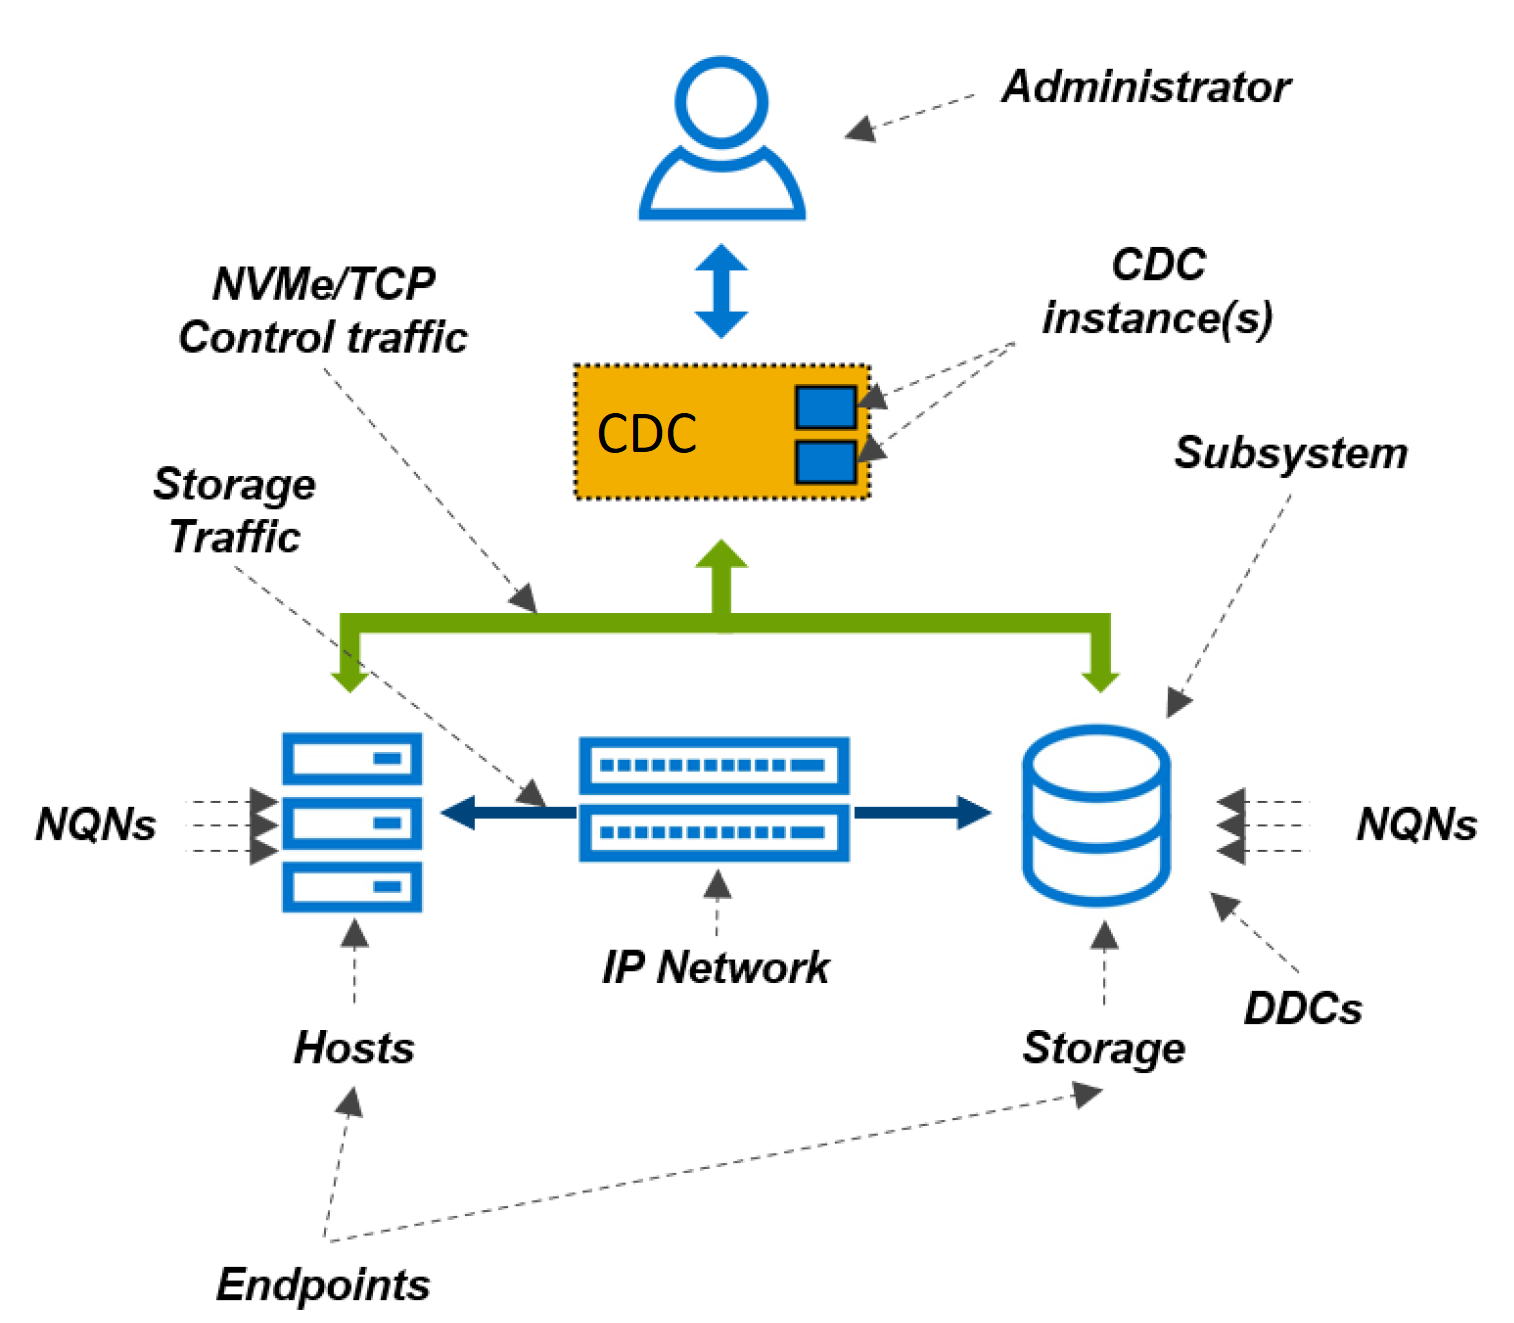 Administrator
NVMe/TCP
Control traffic
CDC
instance(s)
CDC
Storage
Traffic
Subsystem
NQNs
NQNs
IP Network
DDCs
Hosts
Storage
Endpoints